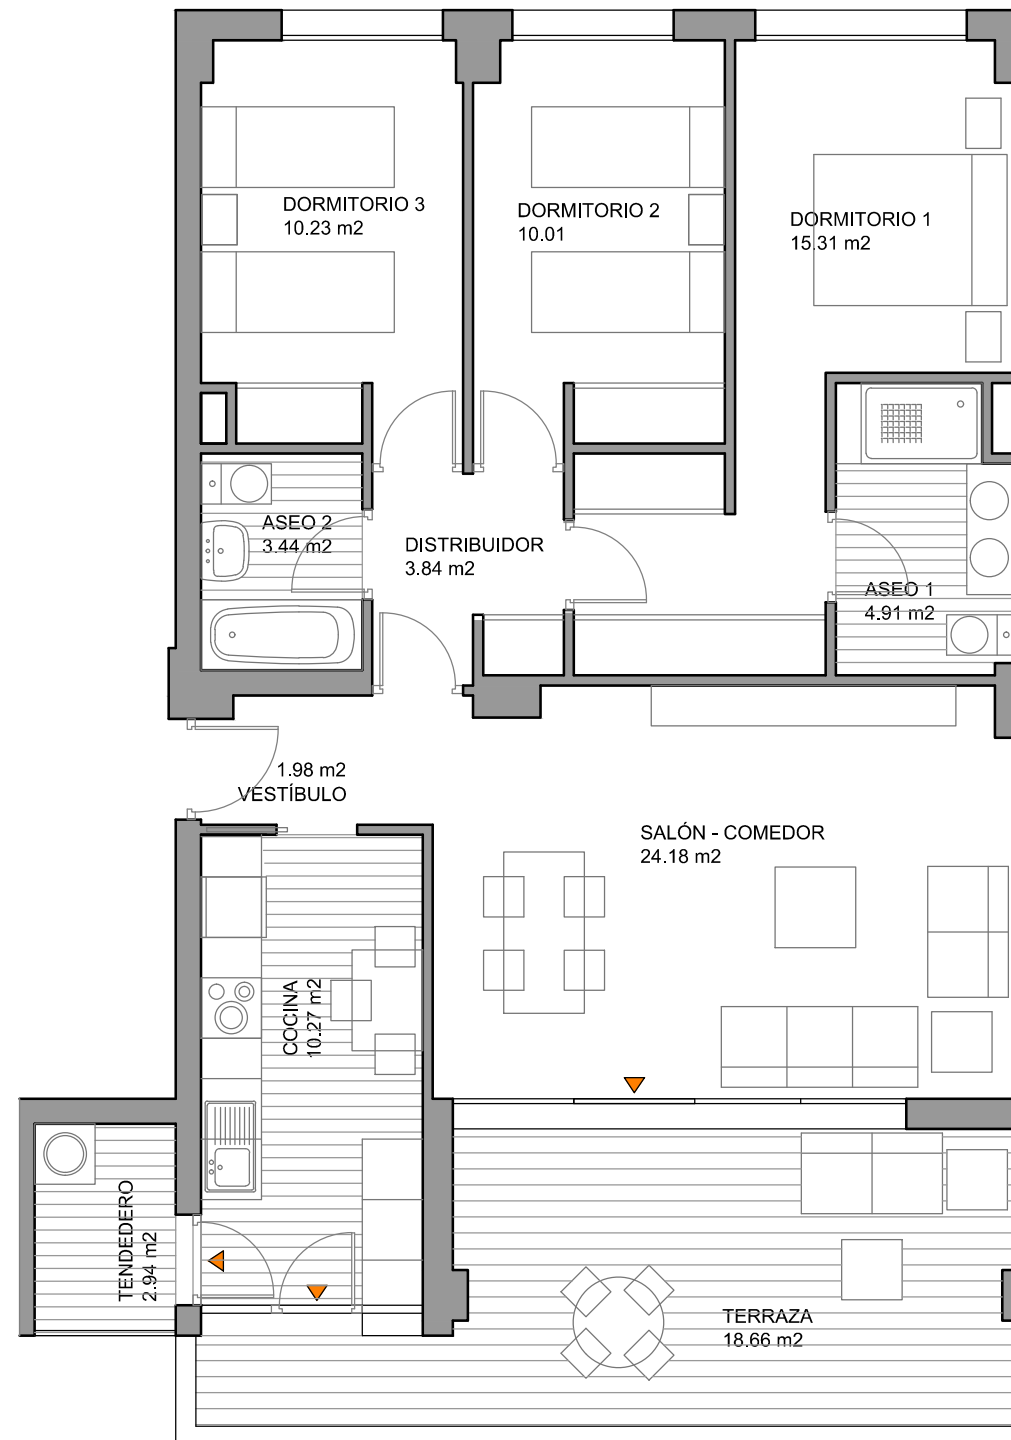 DORMITORIO 3
10.23 m2
DORMITORIO 2
10.01
DORMITORIO 1
15.31 m2
ASEO 2
3.44 m2
DISTRIBUIDOR
3.84 m2
ASEO 1
4.91 m2
1.98 m2
VESTÍBULO
SALÓN - COMEDOR
24.18 m2
COCINA
10.27 m2
TENDEDERO
2.94 m2
TERRAZA
18.66 m2